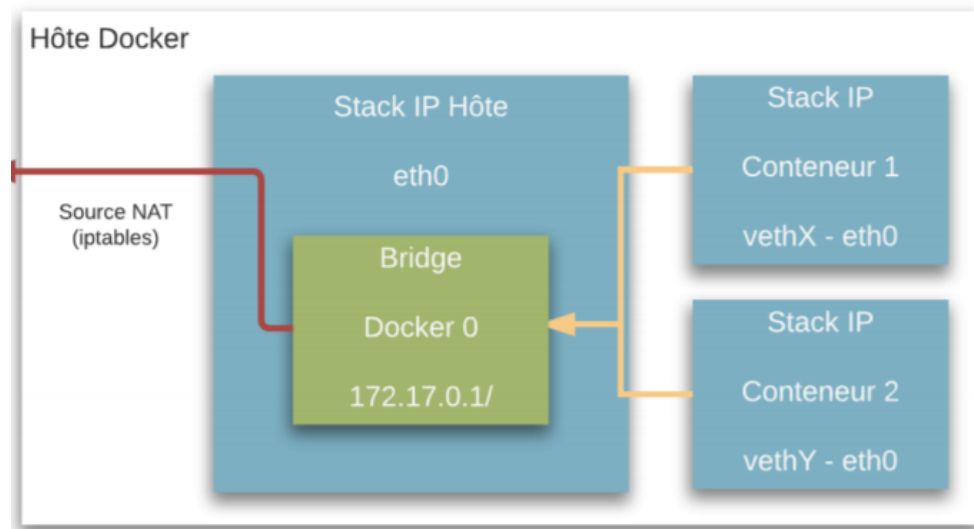 Hôte Docker
Stack IP Hôte
eth0
Source NAT
(iptables)
Bridge
Docker 0
172.17.0.1/
Stack IP
Conteneur 1
vethX - eth0
Stack IP
Conteneur 2
vethY - eth0